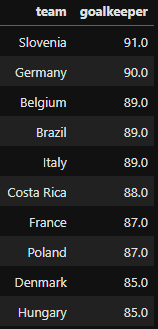 team goalkeeper
Slovenia 91.0
Germany 90.0
Belgium 89.0
Brazil 89.0
Italy 89.0
Costa Rica 88.0
France 87.0
Poland 87.0
Denmark 85.0
Hungary 85.0